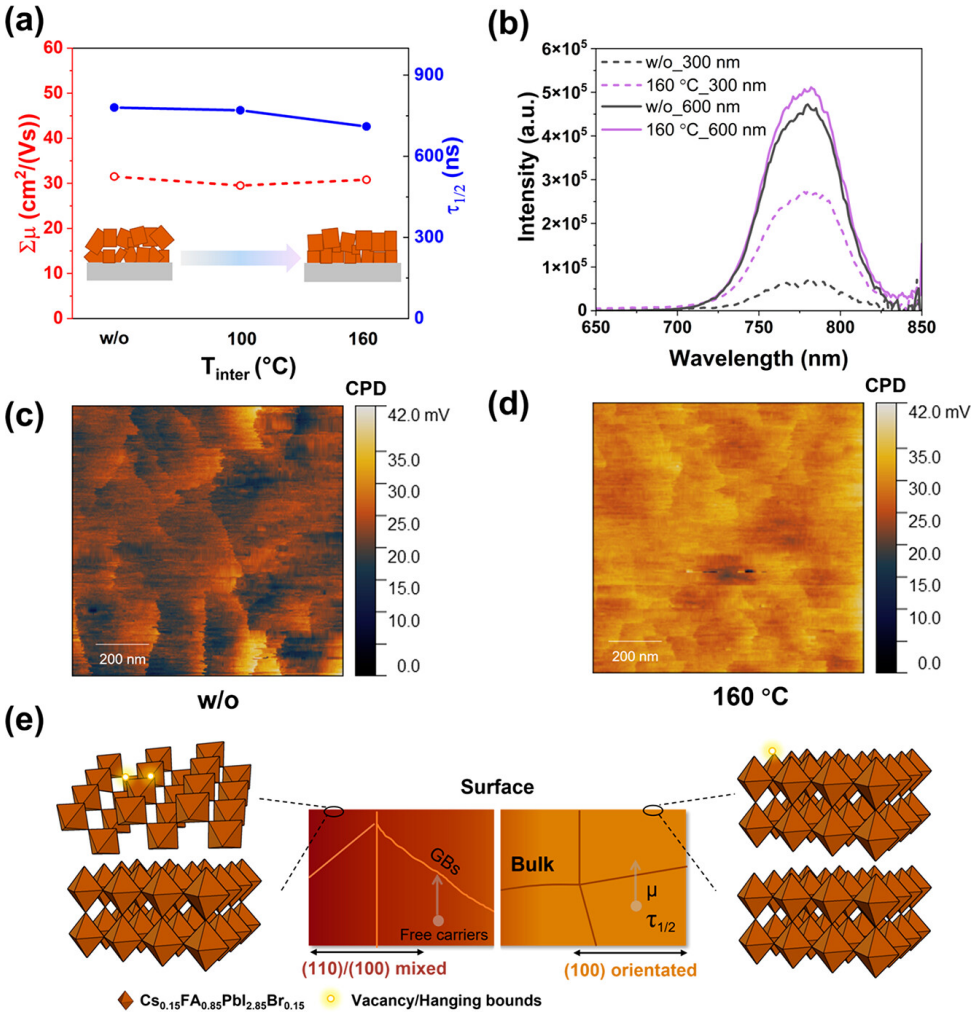 (a)
60
50
40
30
20
10
0
Σμ (cm²/(Vs))
900
600
300
0
τ1/2 (ns)
w/o
100
160
Tinter (°C)
(b)
6×10⁵
5×10⁵
4×10⁵
3×10⁵
2×10⁵
1×10⁵
0
Intensity (a.u.)
w/o_300 nm
160 °C_300 nm
w/o_600 nm
160 °C_600 nm
650
700
750
800
850
Wavelength (nm)
(c)
CPD
42.0 mV
35.0
30.0
25.0
20.0
15.0
10.0
0.0
200 nm
w/o
(d)
CPD
42.0 mV
35.0
30.0
25.0
20.0
15.0
10.0
0.0
200 nm
160 °C
(e)
Surface
GBs
Free carriers
Bulk
μ
τ1/2
(110)/(100) mixed
(100) orientated
Cs0.15FA0.85PbI2.85Br0.15
Vacancy/Hanging bounds